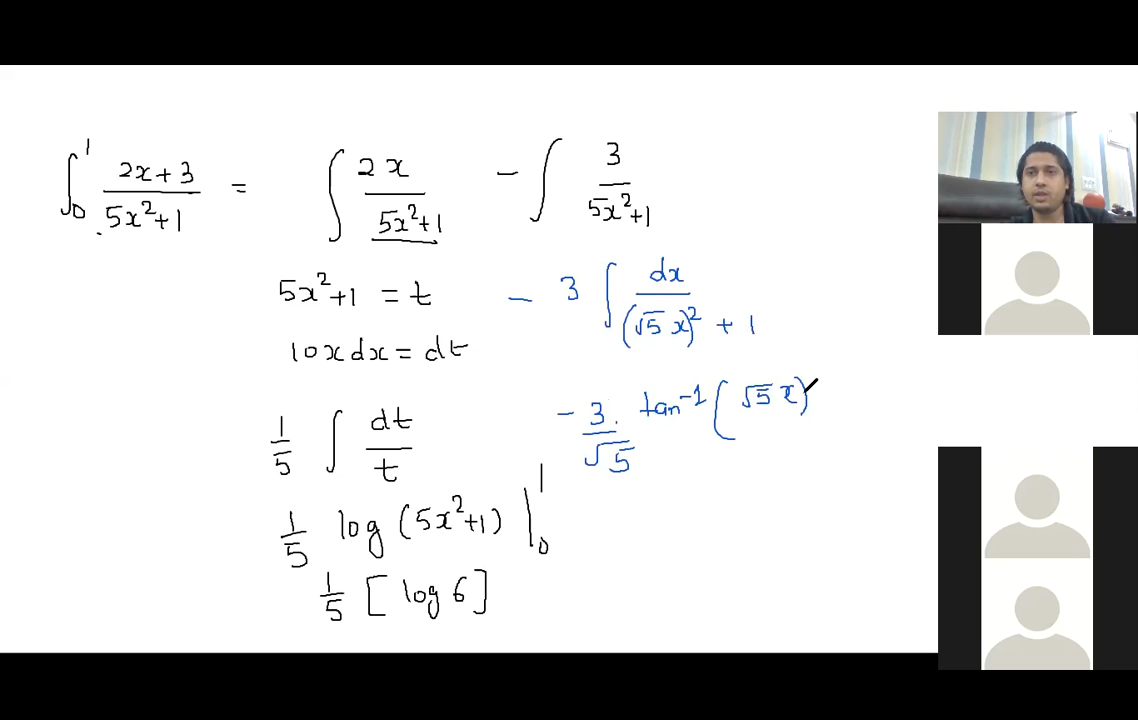 ∫₀¹ (2x+3)/(5x²+1) = ∫ 2x/(5x²+1) - ∫ 3/(5x²+1)
5x²+1 = t
- 3 ∫ dx/((√5 x)² + 1)
10x dx = dt
1/5 ∫ dt/t
- 3/√5 . tan⁻¹(√5 x)
1/5 log (5x²+1) |₀¹
1/5 [log 6]